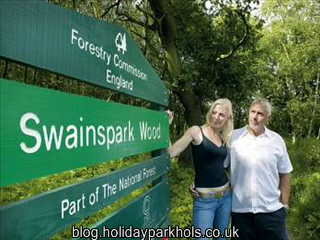 Forestry Commission
England
Swainspark Wood
Part of The National Forest
blog.holidayparkhols.co.uk